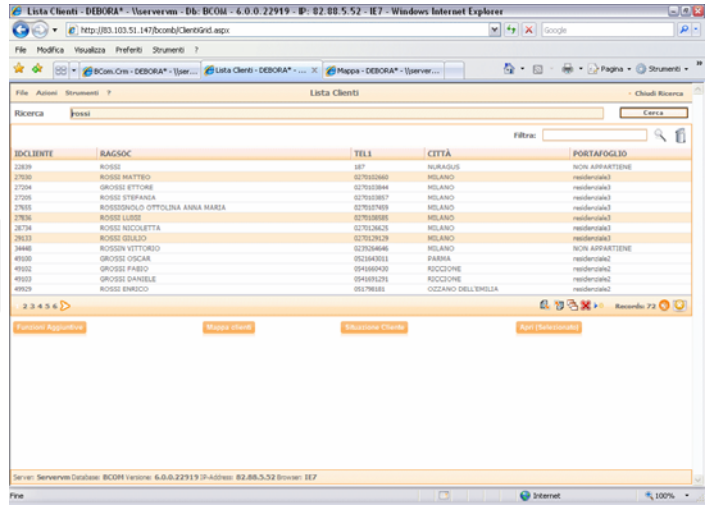 Lista Clienti - DEBORA* - \\servervm - Db: BCOM - 6.0.0.22919 - IP: 82.88.5.52 - IE7 - Windows Internet Explorer
http://83.103.51.147/bcomb/ClientiGrid.aspx Google
File Modifica Visualizza Preferiti Strumenti ?
BCom.Crm - DEBORA* - \\ser... Lista Clienti - DEBORA* - ... Mappa - DEBORA* - \\server... Pagina Strumenti
File Azioni Strumenti ? Lista Clienti Chiudi Ricerca
Ricerca rossi Cerca
Filtra:
IDCLIENTE RAGSOC TEL1 CITTÀ PORTAFOGLIO
22839 ROSSI 187 NURAGUS NON APPARTIENE
27030 ROSSI MATTEO 0270102660 MILANO residenziale3
27204 GROSSI ETTORE 0270103844 MILANO residenziale3
27205 ROSSI STEFANIA 0270103857 MILANO residenziale3
27655 ROSSIGNOLO OTTOLINA ANNA MARIA 0270107459 MILANO residenziale3
27836 ROSSI LUIGI 0270108585 MILANO residenziale3
28734 ROSSI NICOLETTA 0270126625 MILANO residenziale3
29133 ROSSI GIULIO 0270129129 MILANO residenziale3
34448 ROSSIN VITTORIO 0239264646 MILANO NON APPARTIENE
49100 GROSSI OSCAR 0521643011 PARMA residenziale2
49102 GROSSI FABIO 0541660430 RICCIONE residenziale2
49103 GROSSI DANIELE 0541691291 RICCIONE residenziale2
49929 ROSSI ENRICO 051798181 OZZANO DELL'EMILIA residenziale2
2 3 4 5 6 Records: 72
Funzioni Aggiuntive Mappa clienti Situazione Cliente Apri (Selezionato)
Server: Servervm Database: BCOM Versione: 6.0.0.22919 IP-Address: 82.88.5.52 Browser: IE7
Fine Internet 100%